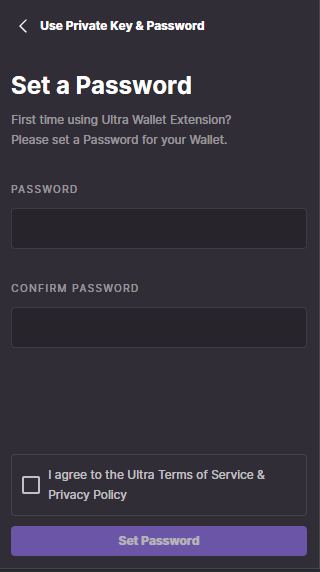 Use Private Key & Password
Set a Password
First time using Ultra Wallet Extension?
Please set a Password for your Wallet.
PASSWORD
CONFIRM PASSWORD
I agree to the Ultra Terms of Service &
Privacy Policy
Set Password